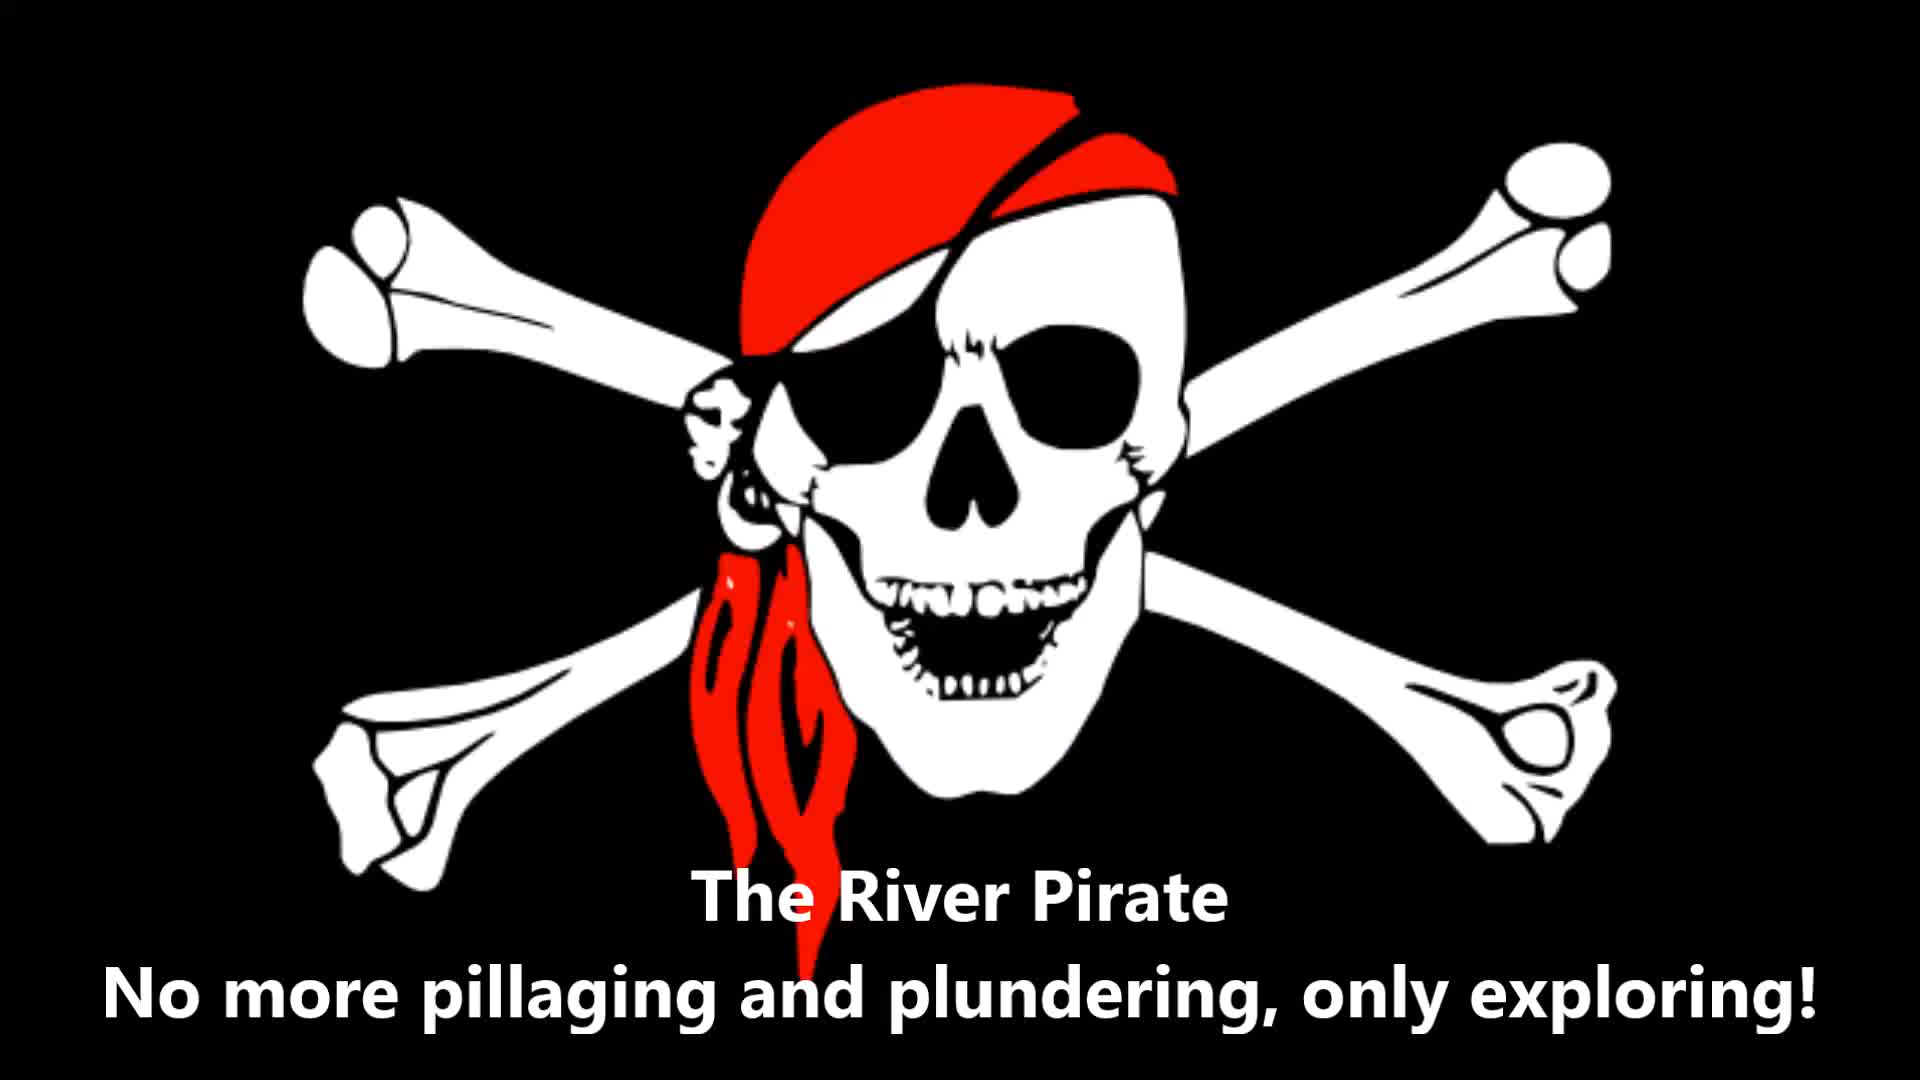 The River Pirate
No more pillaging and plundering, only exploring!